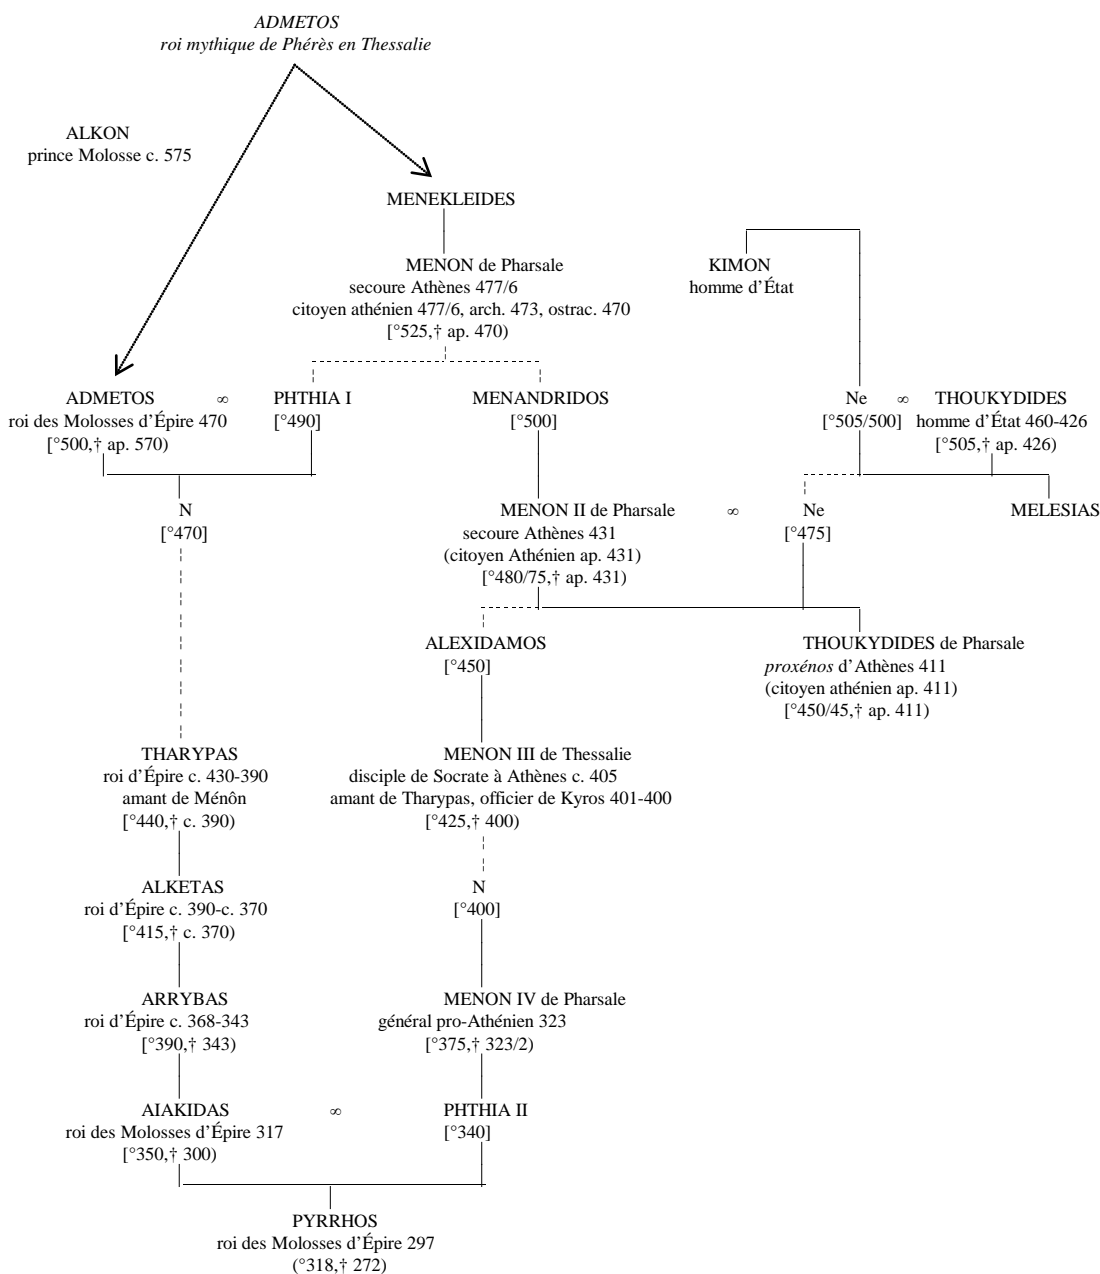 ADMETOS
roi mythique de Phérès en Thessalie
ALKON
prince Molosse c. 575
MENEKLEIDES
MENON de Pharsale
secoure Athènes 477/6
citoyen athénien 477/6, arch. 473, ostrac. 470
[°525,† ap. 470)
KIMON
homme d’État
ADMETOS ∞ PHTHIA I
roi des Molosses d’Épire 470 [°490]
[°500,† ap. 570)
MENANDRIDOS
[°500]
Ne ∞ THOUKYDIDES
[°505/500] homme d’État 460-426
[°505,† ap. 426)
N
[°470]
MENON II de Pharsale ∞ Ne
secoure Athènes 431 [°475]
(citoyen Athénien ap. 431)
[°480/75,† ap. 431)
MELESIAS
ALEXIDAMOS
[°450]
THOUKYDIDES de Pharsale
proxénos d’Athènes 411
(citoyen athénien ap. 411)
[°450/45,† ap. 411)
THARYPAS
roi d’Épire c. 430-390
amant de Ménôn
[°440,† c. 390)
MENON III de Thessalie
disciple de Socrate à Athènes c. 405
amant de Tharypas, officier de Kyros 401-400
[°425,† 400)
ALKETAS
roi d’Épire c. 390-c. 370
[°415,† c. 370)
N
[°400]
ARRYBAS
roi d’Épire c. 368-343
[°390,† 343)
MENON IV de Pharsale
général pro-Athénien 323
[°375,† 323/2)
AIAKIDAS ∞ PHTHIA II
roi des Molosses d’Épire 317 [°340]
[°350,† 300)
PYRRHOS
roi des Molosses d’Épire 297
(°318,† 272)